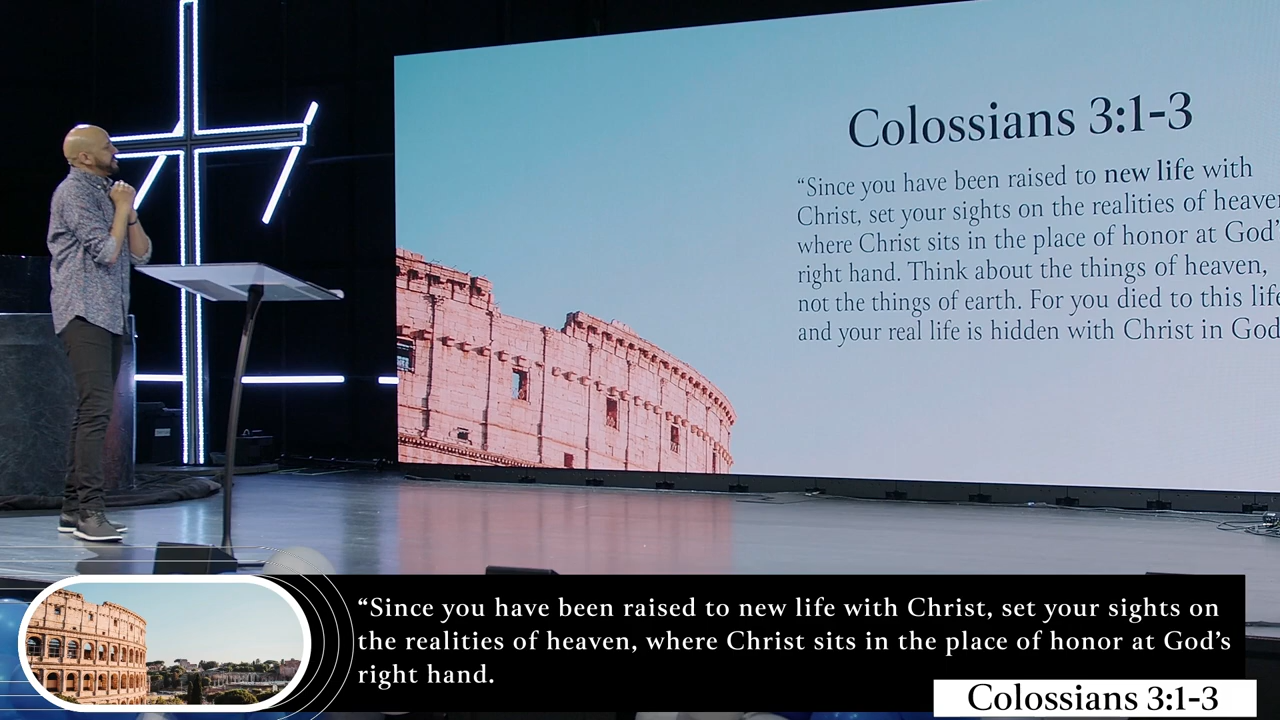 Colossians 3:1-3
“Since you have been raised to new life with
Christ, set your sights on the realities of heaven
where Christ sits in the place of honor at God’s
right hand. Think about the things of heaven,
not the things of earth. For you died to this life
and your real life is hidden with Christ in God
“Since you have been raised to new life with Christ, set your sights on
the realities of heaven, where Christ sits in the place of honor at God’s
right hand.
Colossians 3:1-3